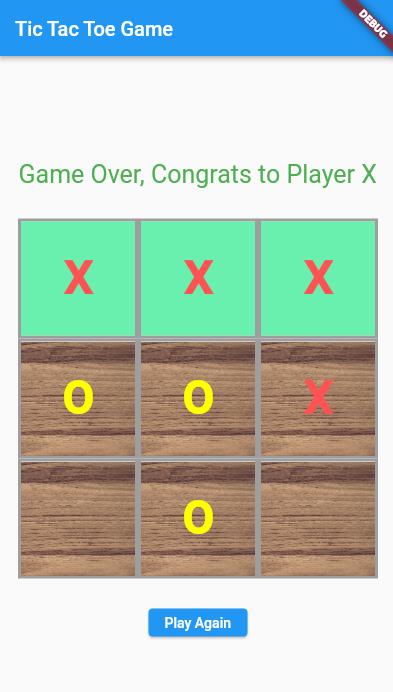 Tic Tac Toe Game
DEBUG
Game Over, Congrats to Player X
X X X
O O X
O
Play Again